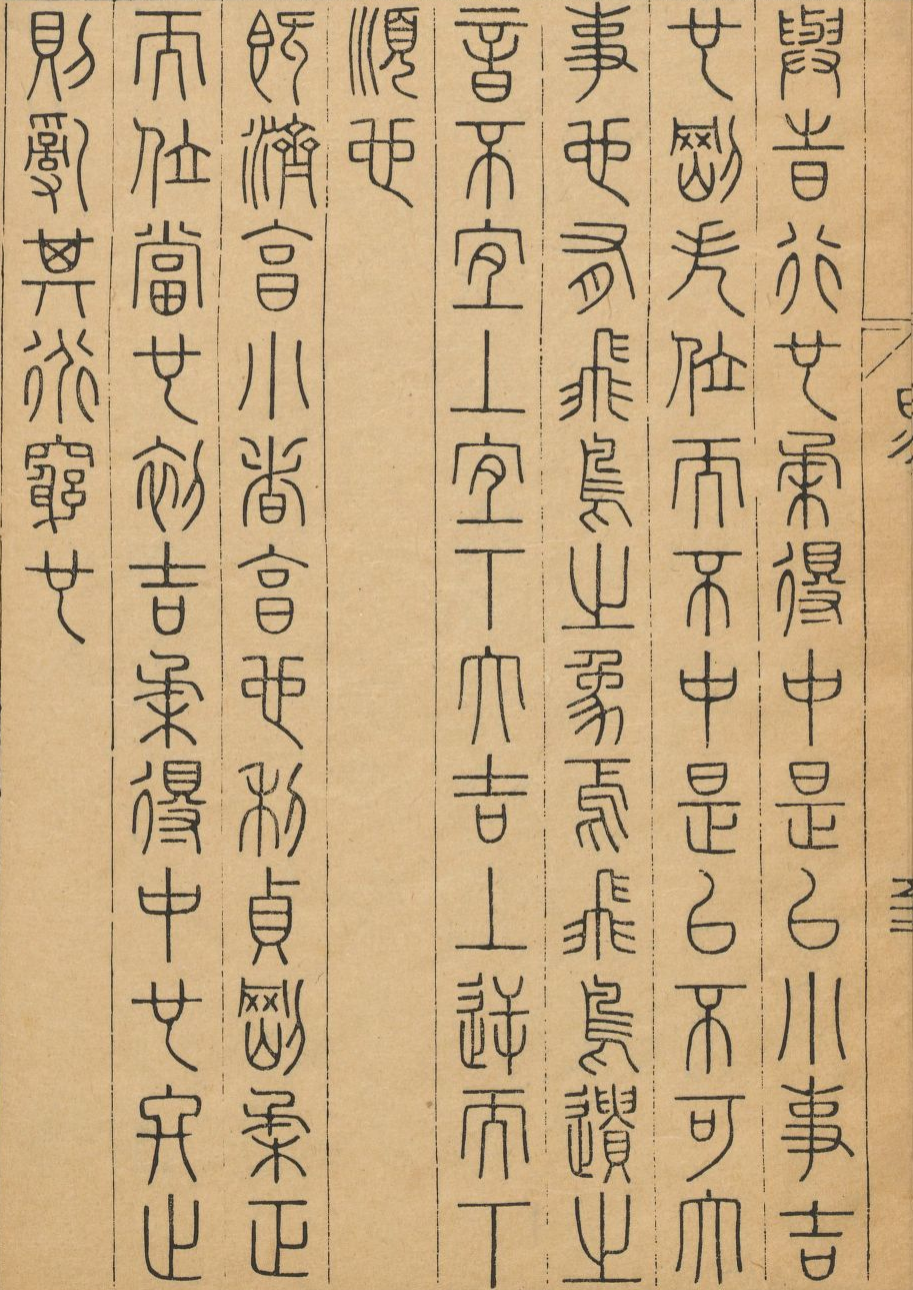 與時行也柔得中是以小事吉
也剛失位而不中是以不可大
事也有飛鳥之象焉飛鳥遺之
音不宜上宜下大吉上逆而下
順也
既濟亨小者亨也利貞剛柔正
而位當也初吉柔得中也終止
則亂其道窮也